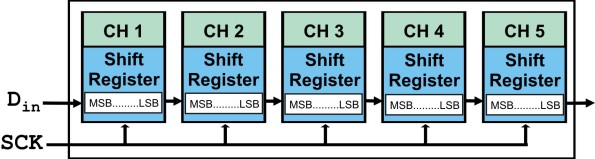 CH 1 CH 2 CH 3 CH 4 CH 5
Shift Register Shift Register Shift Register Shift Register Shift Register
Din MSB.........LSB MSB.........LSB MSB.........LSB MSB.........LSB MSB.........LSB
SCK